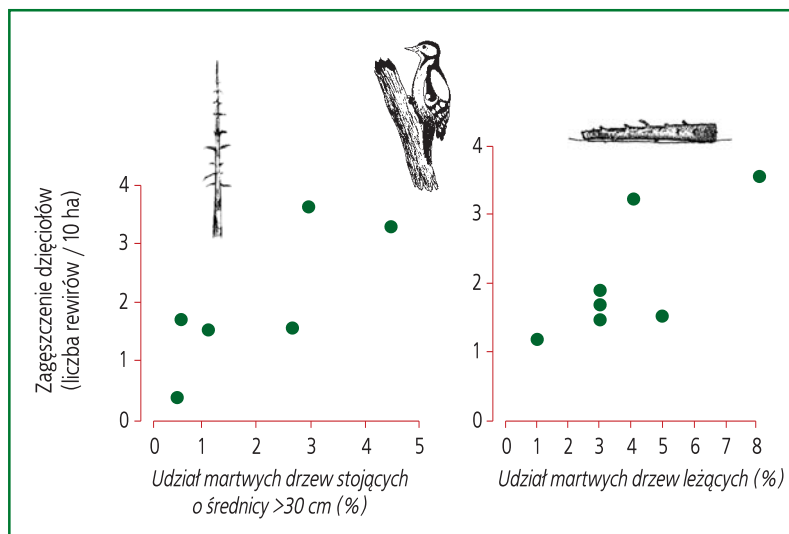 Zagęszczenie dzięciołów
(liczba rewirów / 10 ha)
4
3
2
1
0
0 1 2 3 4 5
Udział martwych drzew stojących
o średnicy >30 cm (%)
4
3
2
1
0
0 1 2 3 4 5 6 7 8
Udział martwych drzew leżących (%)